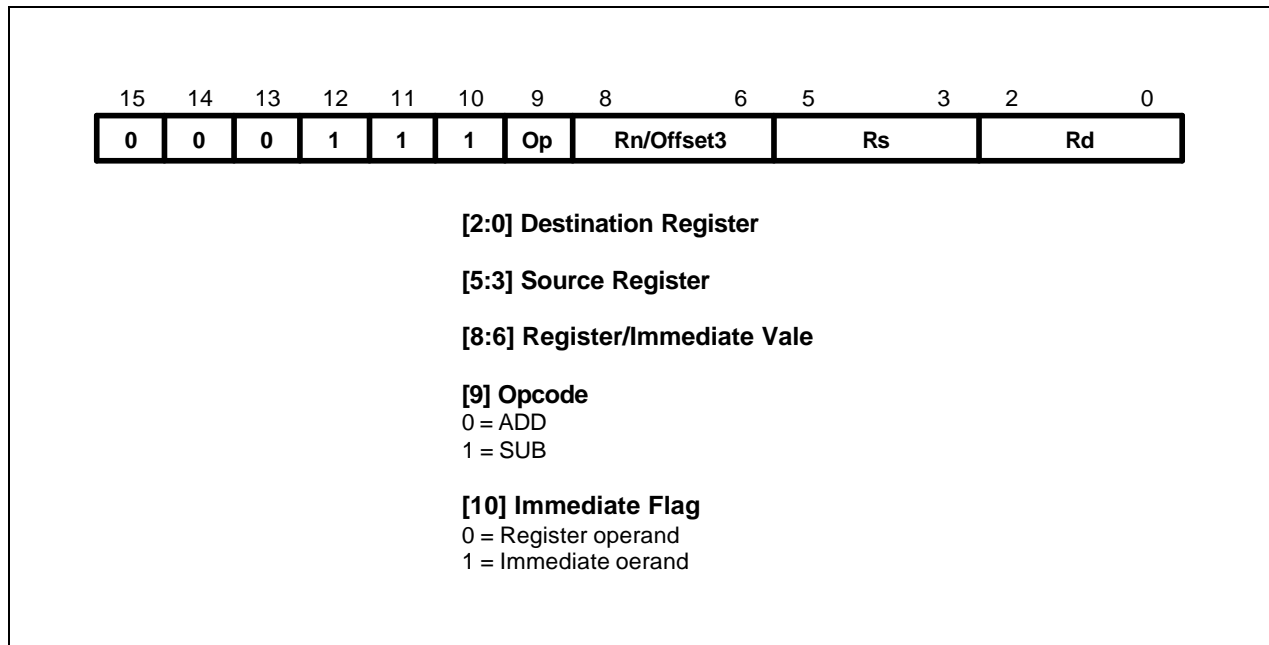 15 14 13 12 11 10 9 8 6 5 3 2 0
0 0 0 1 1 1 Op Rn/Offset3 Rs Rd
[2:0] Destination Register
[5:3] Source Register
[8:6] Register/Immediate Vale
[9] Opcode
0 = ADD
1 = SUB
[10] Immediate Flag
0 = Register operand
1 = Immediate oerand